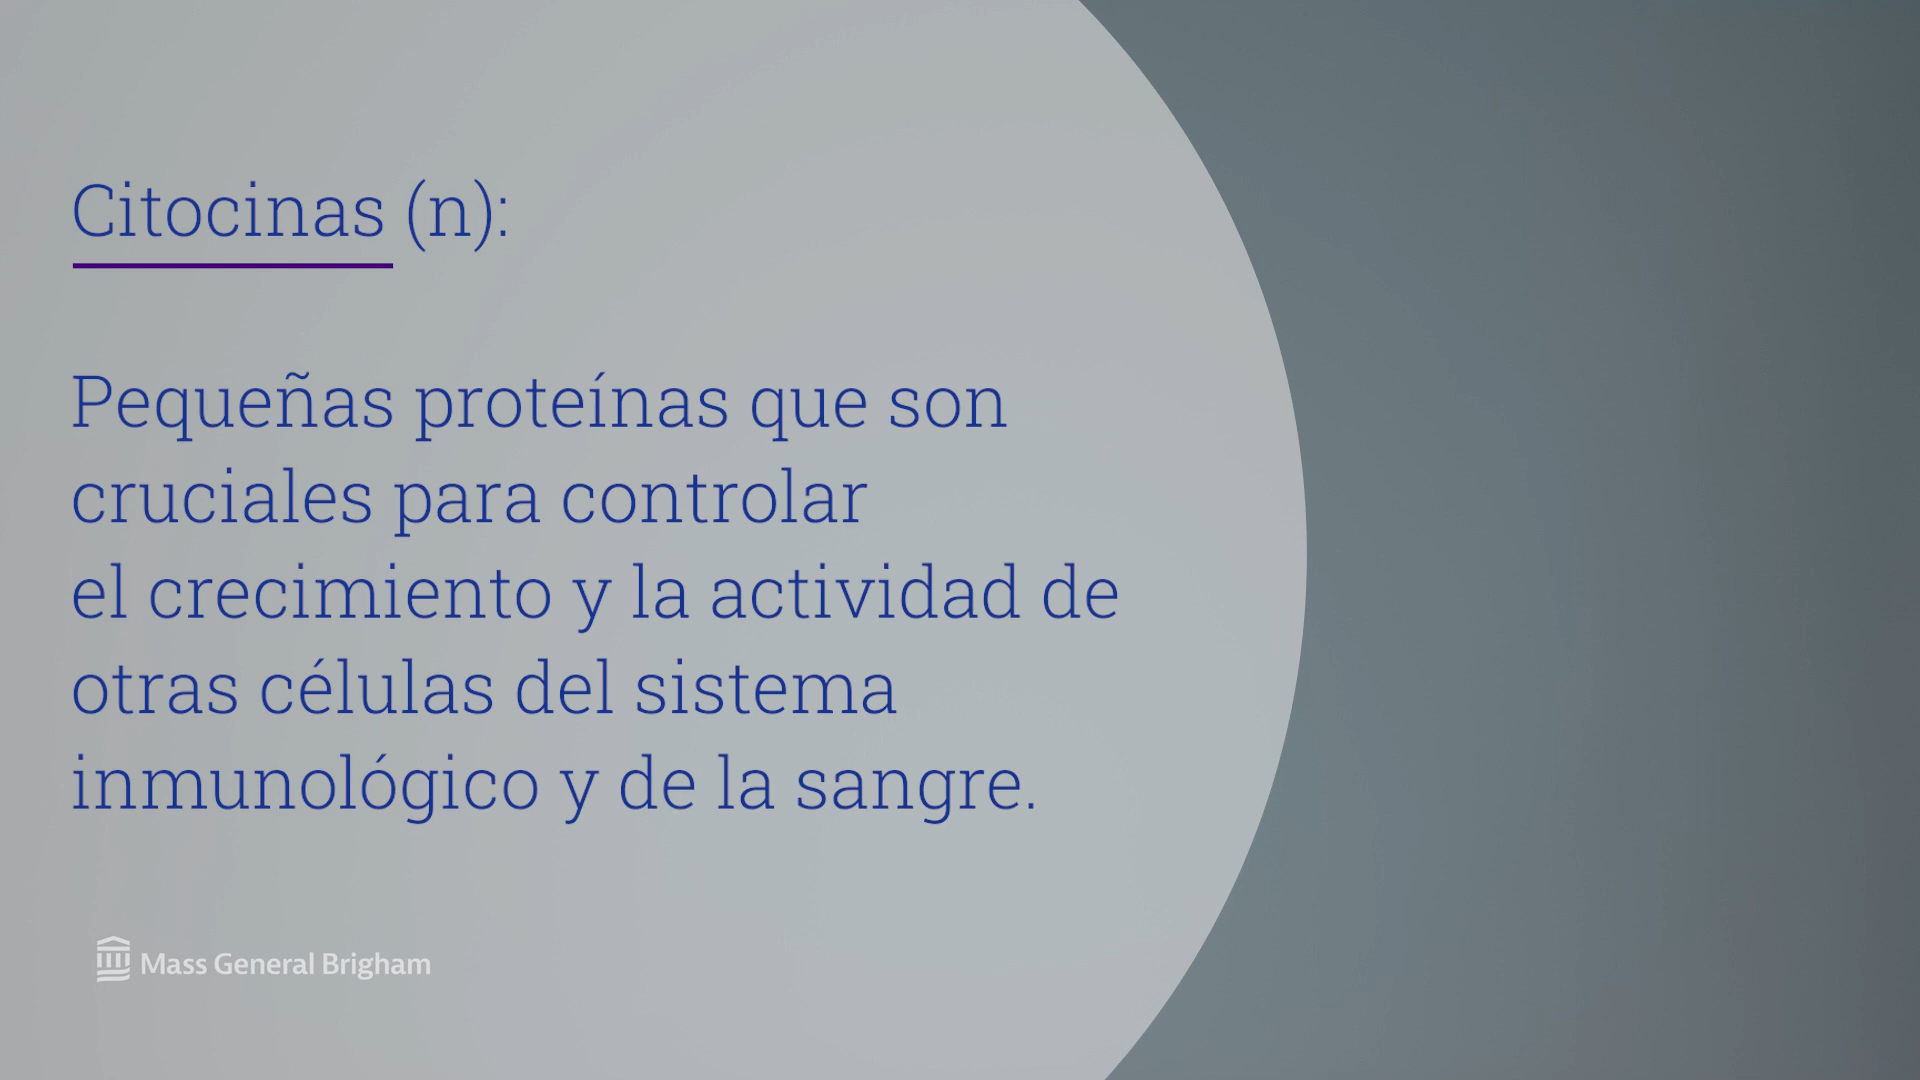 Citocinas (n):
Pequeñas proteínas que son
cruciales para controlar
el crecimiento y la actividad de
otras células del sistema
inmunológico y de la sangre.
Mass General Brigham